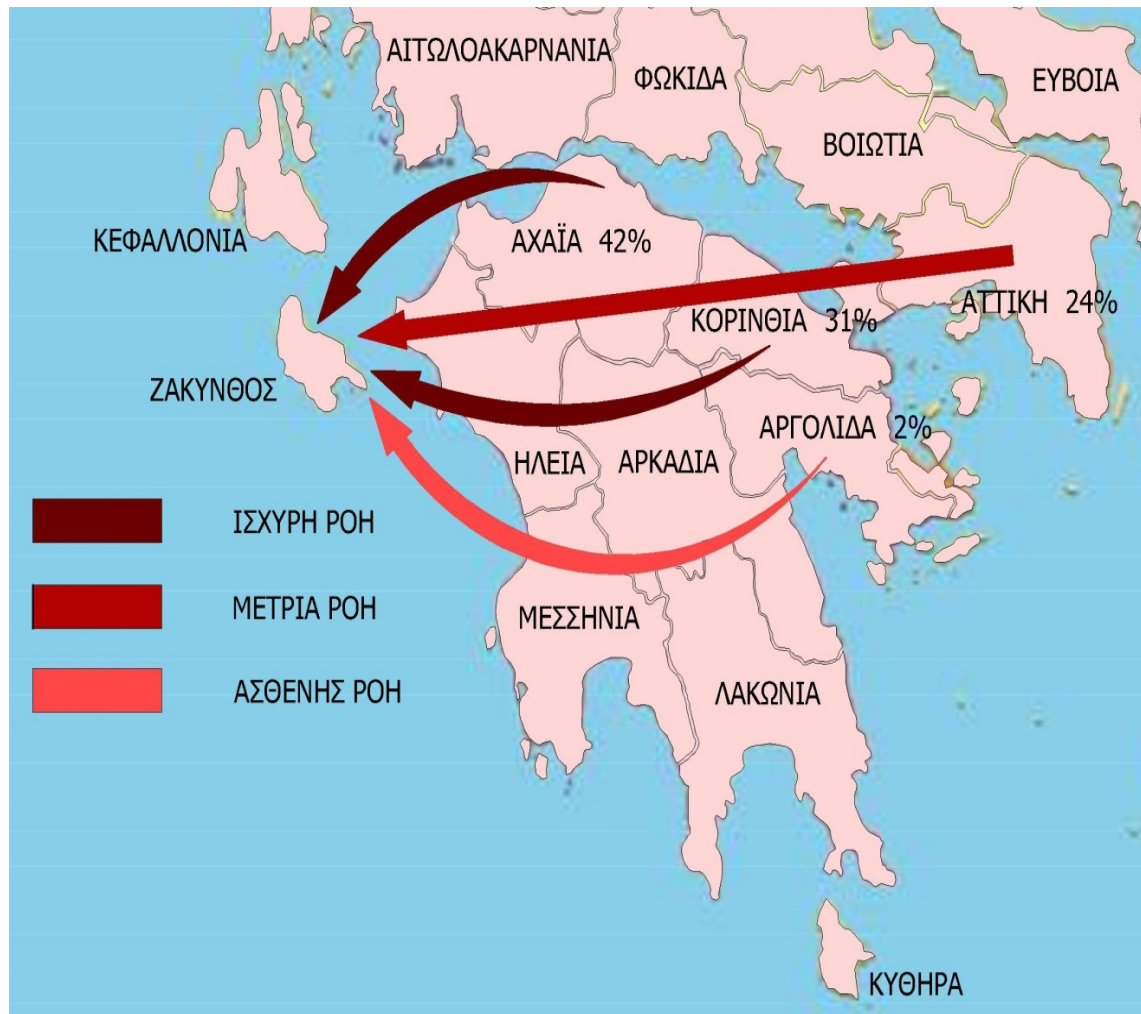 ΑΙΤΩΛΟΑΚΑΡΝΑΝΙΑ
ΦΩΚΙΔΑ
ΕΥΒΟΙΑ
ΒΟΙΩΤΙΑ
ΚΕΦΑΛΛΟΝΙΑ
ΑΧΑΪΑ 42%
ΑΤΤΙΚΗ 24%
ΚΟΡΙΝΘΙΑ 31%
ΖΑΚΥΝΘΟΣ
ΑΡΓΟΛΙΔΑ 2%
ΗΛΕΙΑ
ΑΡΚΑΔΙΑ
ΙΣΧΥΡΗ ΡΟΗ
ΜΕΤΡΙΑ ΡΟΗ
ΜΕΣΣΗΝΙΑ
ΑΣΘΕΝΗΣ ΡΟΗ
ΛΑΚΩΝΙΑ
ΚΥΘΗΡΑ